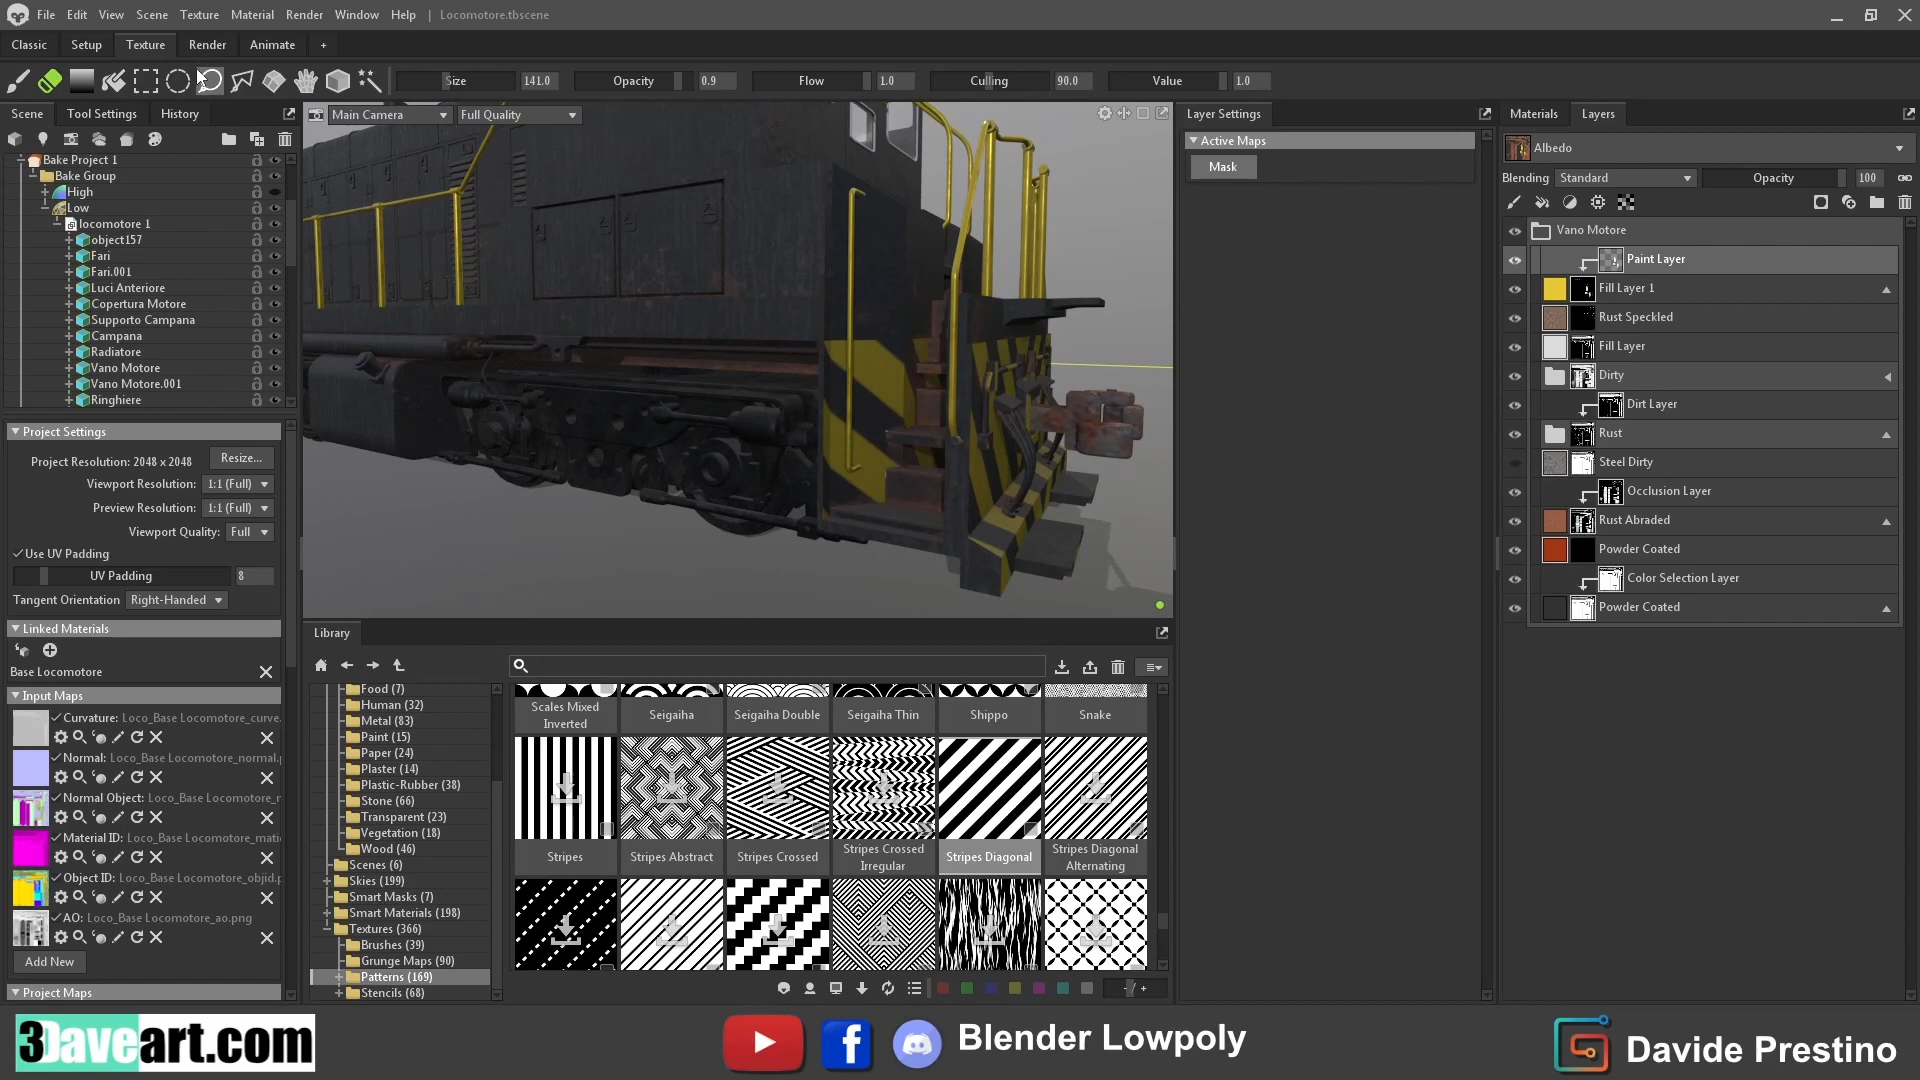 File Edit View Scene Texture Material Render Window Help | Locomotore.tbscene
Classic Setup Texture Render Animate +
Size 141.0 Opacity 0.9 Flow 1.0 Culling 90.0 Value 1.0
Scene Tool Settings History
Main Camera Full Quality
Layer Settings
Materials Layers
Bake Project 1
Bake Group
High
Low
locomotore 1
object157
Fari
Fari.001
Luci Anteriore
Copertura Motore
Supporto Campana
Campana
Radiatore
Vano Motore
Vano Motore.001
Ringhiere
Project Settings
Project Resolution: 2048 x 2048 Resize...
Viewport Resolution: 1:1 (Full)
Preview Resolution: 1:1 (Full)
Viewport Quality: Full
Use UV Padding
UV Padding 8
Tangent Orientation Right-Handed
Linked Materials
Base Locomotore
Input Maps
Curvature: Loco_Base Locomotore_curve.
Normal: Loco_Base Locomotore_normal.
Normal Object: Loco_Base Locomotore_r
Material ID: Loco_Base Locomotore_mati
Object ID: Loco_Base Locomotore_objid.p
AO: Loco_Base Locomotore_ao.png
Add New
Project Maps
Library
Food (7)
Human (32)
Metal (83)
Paint (15)
Paper (24)
Plaster (14)
Plastic-Rubber (38)
Stone (66)
Transparent (23)
Vegetation (18)
Wood (46)
Scenes (6)
Skies (199)
Smart Masks (7)
Smart Materials (198)
Textures (366)
Brushes (39)
Grunge Maps (90)
Patterns (169)
Stencils (68)
Scales Mixed Inverted
Seigaiha
Seigaiha Double
Seigaiha Thin
Shippo
Snake
Stripes
Stripes Abstract
Stripes Crossed
Stripes Crossed Irregular
Stripes Diagonal
Stripes Diagonal Alternating
-/+
Active Maps
Mask
Albedo
Blending Standard Opacity 100
Vano Motore
Paint Layer
Fill Layer 1
Rust Speckled
Fill Layer
Dirty
Dirt Layer
Rust
Steel Dirty
Occlusion Layer
Rust Abraded
Powder Coated
Color Selection Layer
Powder Coated
3Daveart.com
Blender Lowpoly
Davide Prestino